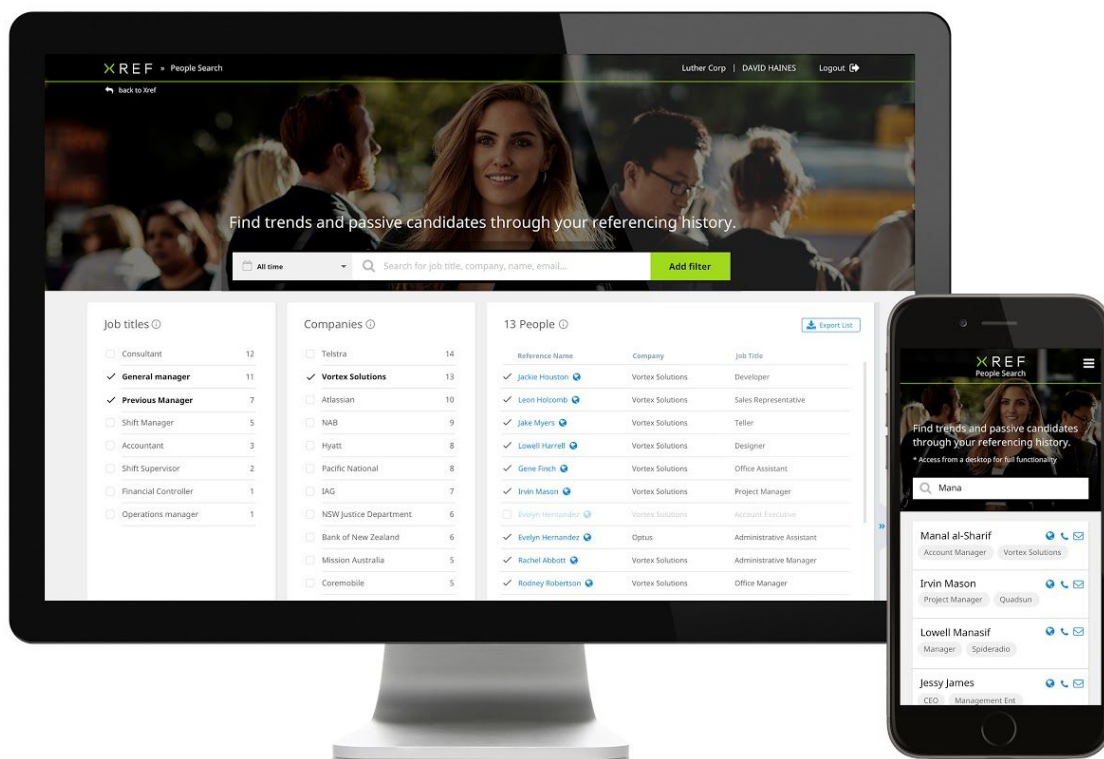 XREF » People Search
Luther Corp | DAVID HAINES Logout
back to Xref
Find trends and passive candidates through your referencing history.
All time
Search for job title, company, name, email...
Add filter
Job titles
Consultant 12
General manager 11
Previous Manager 7
Shift Manager 5
Accountant 3
Shift Supervisor 2
Financial Controller 1
Operations manager 1
Companies
Telstra 14
Vortex Solutions 13
Atlassian 10
NAB 9
Hyatt 8
Pacific National 8
IAG 7
NSW Justice Department 6
Bank of New Zealand 6
Mission Australia 5
Coremobile 5
13 People
Export List
Reference Name Company Job Title
Jackie Houston Vortex Solutions Developer
Leon Holcomb Vortex Solutions Sales Representative
Jake Myers Vortex Solutions Teller
Lowell Harrell Vortex Solutions Designer
Gene Finch Vortex Solutions Office Assistant
Irvin Mason Vortex Solutions Project Manager
Evelyn Hernandez Vortex Solutions Account Executive
Evelyn Hernandez Optus Administrative Assistant
Rachel Abbott Vortex Solutions Administrative Manager
Rodney Robertson Vortex Solutions Office Manager
»
XREF
People Search
Find trends and passive candidates
through your referencing history.
* Access from a desktop for full functionality
Mana
Manal al-Sharif
Account Manager Vortex Solutions
Irvin Mason
Project Manager Quadsun
Lowell Manasif
Manager Spideradio
Jessy James
CEO Management Ent